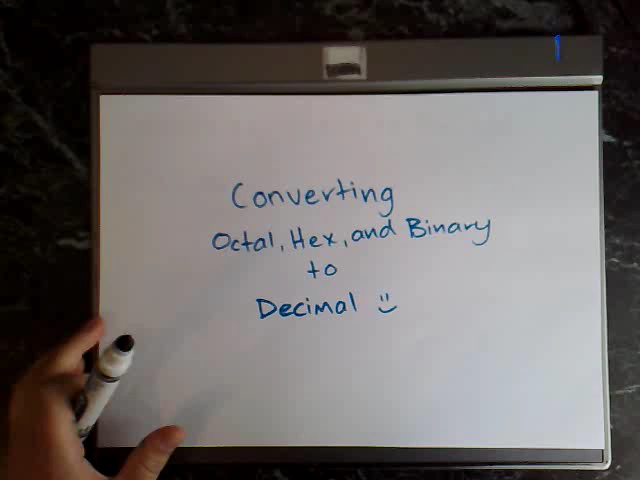 Converting
Octal, Hex, and Binary
to
Decimal